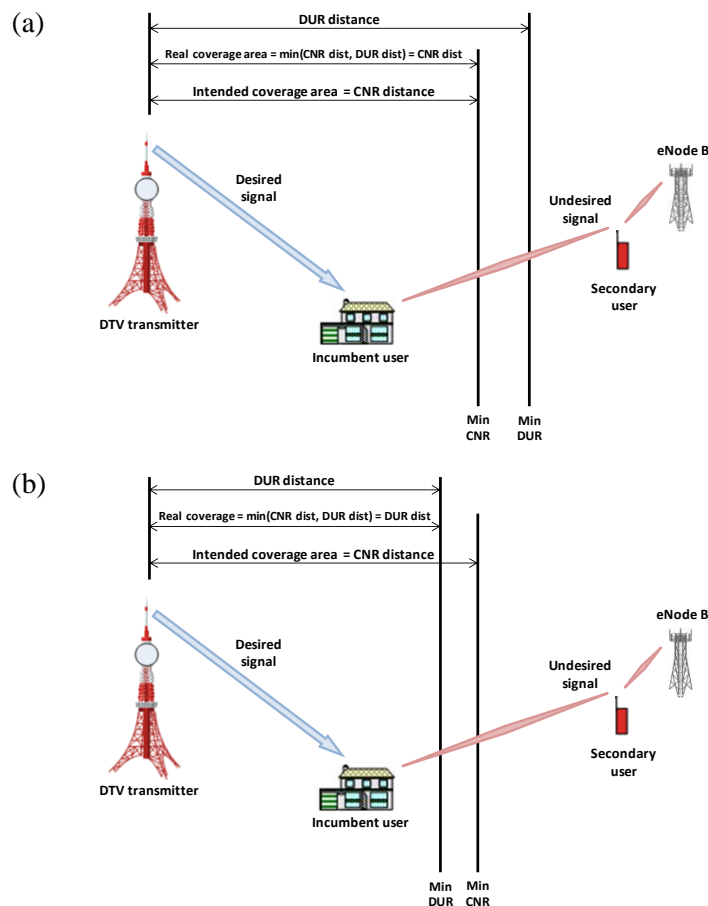 (a)
DUR distance
Real coverage area = min(CNR dist, DUR dist) = CNR dist
Intended coverage area = CNR distance
eNode B
Desired
signal
Undesired
signal
Secondary
user
DTV transmitter
Incumbent user
Min
CNR
Min
DUR
(b)
DUR distance
Real coverage = min(CNR dist, DUR dist) = DUR dist
Intended coverage area = CNR distance
eNode B
Desired
signal
Undesired
signal
Secondary
user
DTV transmitter
Incumbent user
Min
DUR
Min
CNR